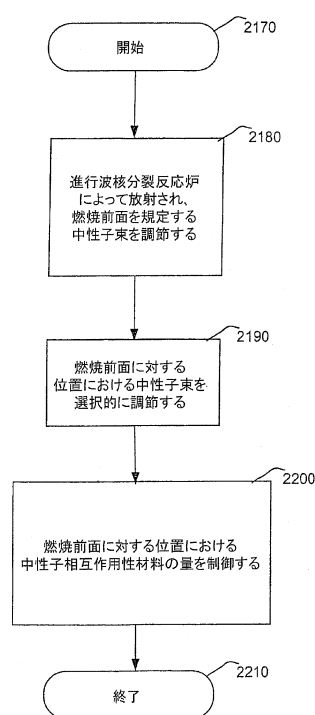 2170
開始
2180
進行波核分裂反応炉
によって放射され、
燃焼前面を規定する
中性子束を調節する
2190
燃焼前面に対する
位置における中性子束を
選択的に調節する
2200
燃焼前面に対する位置における
中性子相互作用性材料の量を制御する
2210
終了